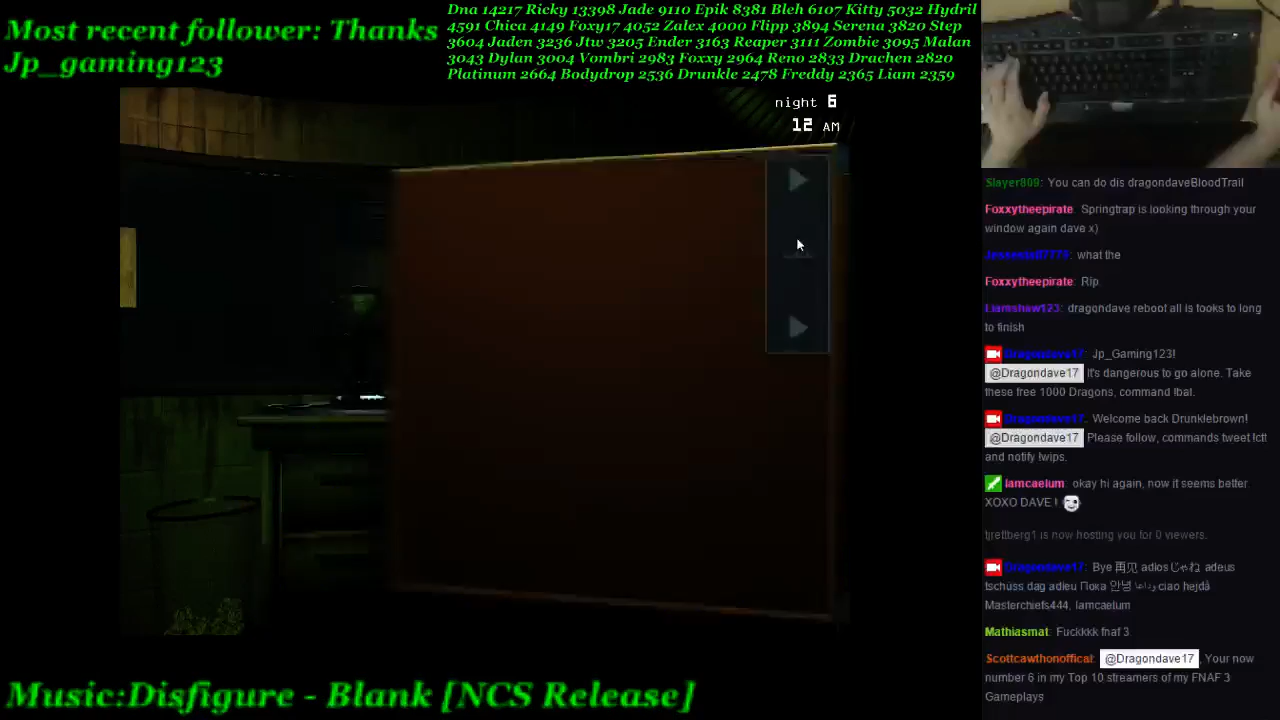 Most recent follower: Thanks
Jp_gaming123
Dna 14217 Ricky 13398 Jade 9110 Epik 8381 Bleh 6107 Kitty 5032 Hydril
4591 Chica 4149 Foxy17 4052 Zalex 4000 Flipp 3894 Serena 3820 Step
3604 Jaden 3236 Jtw 3205 Ender 3163 Reaper 3111 Zombie 3095 Malan
3043 Dylan 3004 Vombri 2983 Foxxy 2964 Reno 2833 Drachen 2820
Platinum 2664 Bodydrop 2536 Drunkle 2478 Freddy 2365 Liam 2359
night 6
12 AM
Slayer809: You can do dis dragondaveBloodTrail
Foxxytheepirate: Springtrap is looking through your
window again dave x)
what the
Foxxytheepirate: Rip.
Liamshaw123: dragondave reboot all is tooks to long
to finish
Dragondave17: Jp_Gaming123!
@Dragondave17 It's dangerous to go alone. Take
these free 1000 Dragons, command !bal.
Dragondave17: Welcome back Drunklebrown!
@Dragondave17 Please follow, commands tweet !ctt
and notify !wips.
Iamcaelum: okay hi again, now it seems better
XOXO DAVE !
tjrettberg1 is now hosting you for 0 viewers.
Dragondave17: Bye 再见 adios じゃね adeus
tschüss dag adieu Пока 안녕 وداعا ciao hejdå
Masterchiefs444, Iamcaelum
Mathiasmat: Fuckkkk fnaf 3
Scottcawthonoffical: @Dragondave17, Your now
number 6 in my Top 10 streamers of my FNAF 3
Gameplays
Music:Disfigure - Blank [NCS Release]